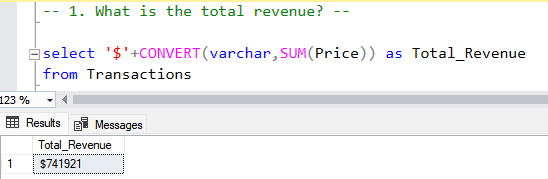 -- 1. What is the total revenue? --
select '$'+CONVERT(varchar,SUM(Price)) as Total_Revenue
from Transactions
123 %
Results Messages
Total_Revenue
1 $741921